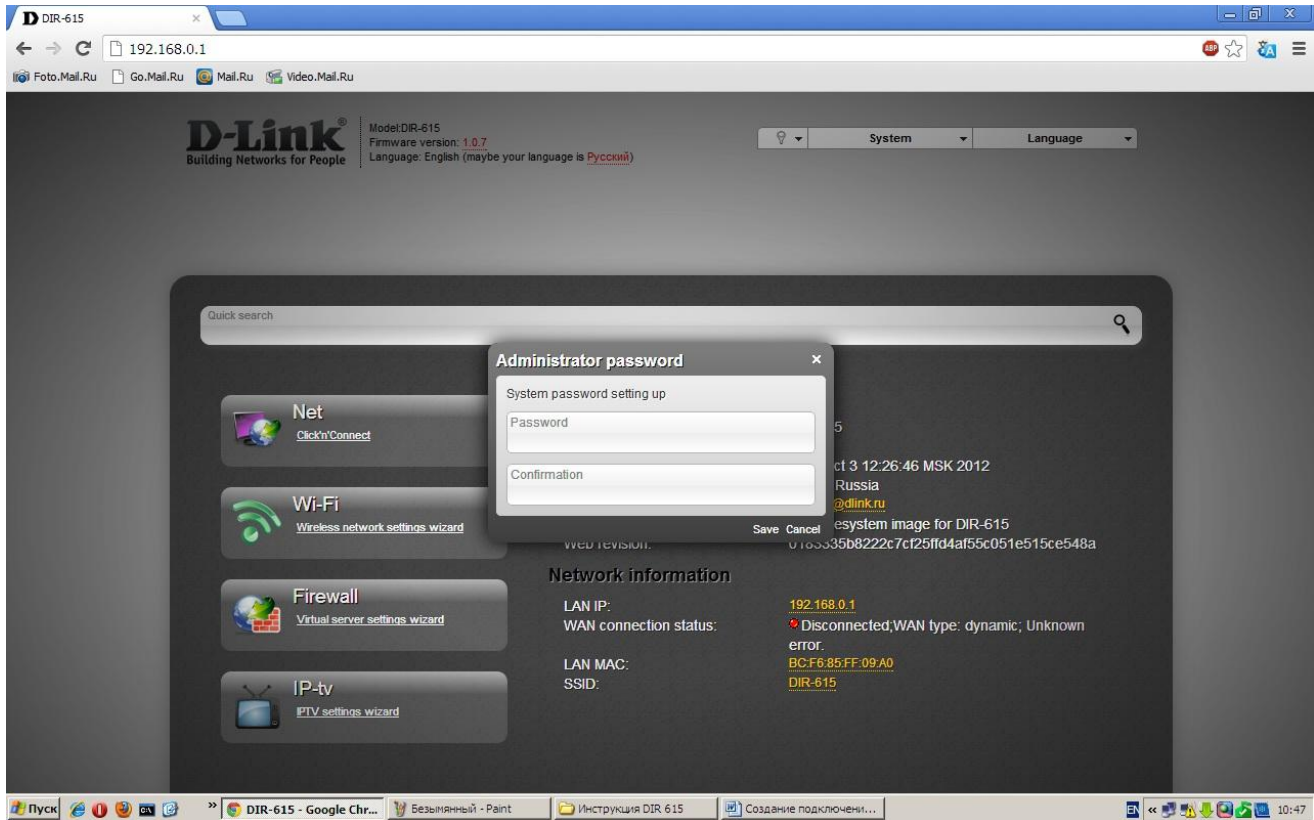 DIR-615
192.168.0.1
Foto.Mail.Ru Go.Mail.Ru Mail.Ru Video.Mail.Ru
D-Link®
Building Networks for People
Model:DIR-615
Firmware version: 1.0.7
Language: English (maybe your language is Русский)
System Language
Quick search
Administrator password
System password setting up
Password
Confirmation
Save Cancel
Net
Click'n'Connect
Wi-Fi
Wireless network settings wizard
Firewall
Virtual server settings wizard
IP-tv
IPTV settings wizard
5
ct 3 12:26:46 MSK 2012
Russia
@dlink.ru
esystem image for DIR-615
Web revision:
Network information
LAN IP: 192.168.0.1
WAN connection status: Disconnected;WAN type: dynamic; Unknown
error.
LAN MAC: BC:F6:85:FF:09:A0
SSID: DIR-615
Пуск » DIR-615 - Google Chr... Безымянный - Paint Инструкция DIR 615 Создание подключени... EN « 10:47